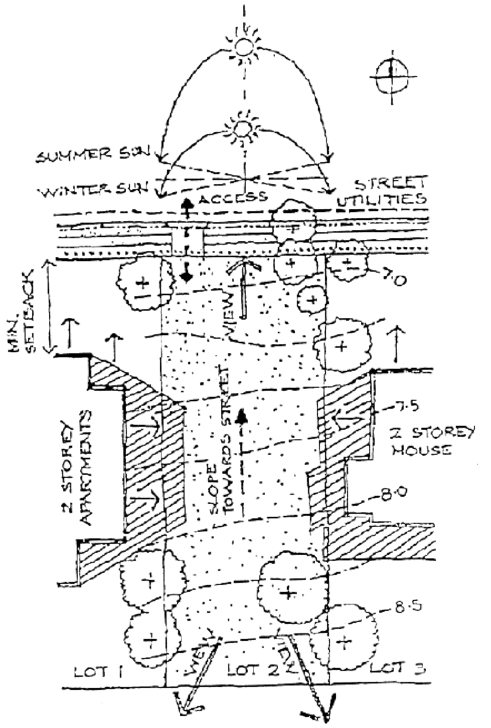 SUMMER SUN
WINTER SUN
ACCESS
STREET
UTILITIES
7.0
MIN.
SETBACK
VIEW
7.5
2 STOREY
APARTMENTS
SLOPE
TOWARDS STREET
2 STOREY
HOUSE
8.0
8.5
VIEW
VIEW
LOT 1
LOT 2
LOT 3